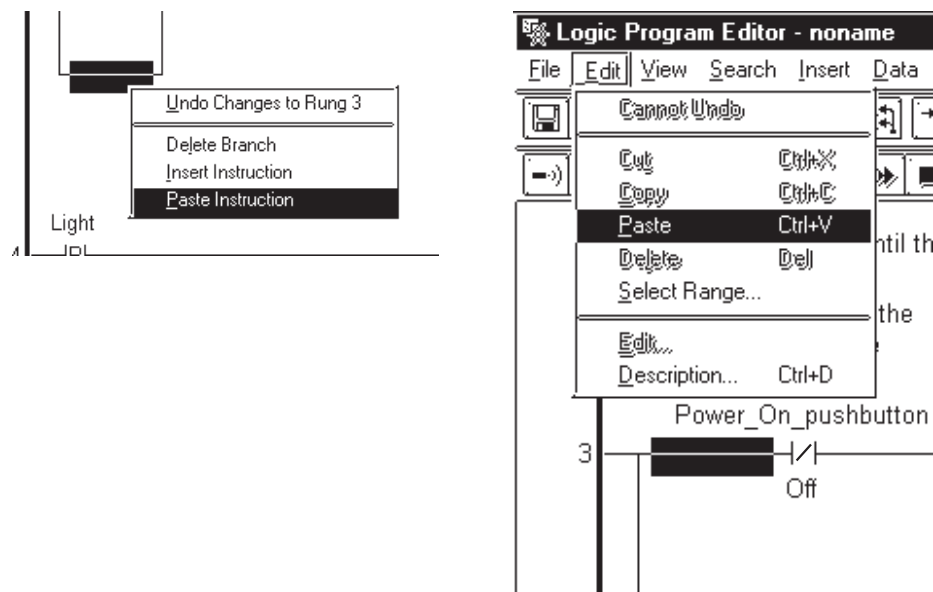 Undo Changes to Rung 3
Delete Branch
Insert Instruction
Paste Instruction
Light
Logic Program Editor - noname
File Edit View Search Insert Data
Cannot Undo
Cut Ctrl+X
Copy Ctrl+C
Paste Ctrl+V
Delete Del
Select Range...
Edit...
Description... Ctrl+D
the
Power_On_pushbutton
3
Off